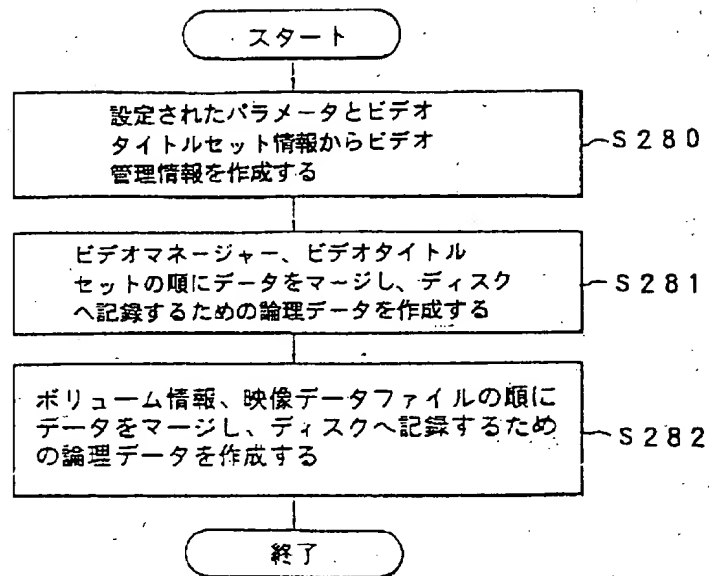 スタート
設定されたパラメータとビデオ
タイトルセット情報からビデオ
管理情報を作成する
S280
ビデオマネージャー、ビデオタイトル
セットの順にデータをマージし、ディスク
へ記録するための論理データを作成する
S281
ボリューム情報、映像データファイルの順に
データをマージし、ディスクへ記録するため
の論理データを作成する
S282
終了